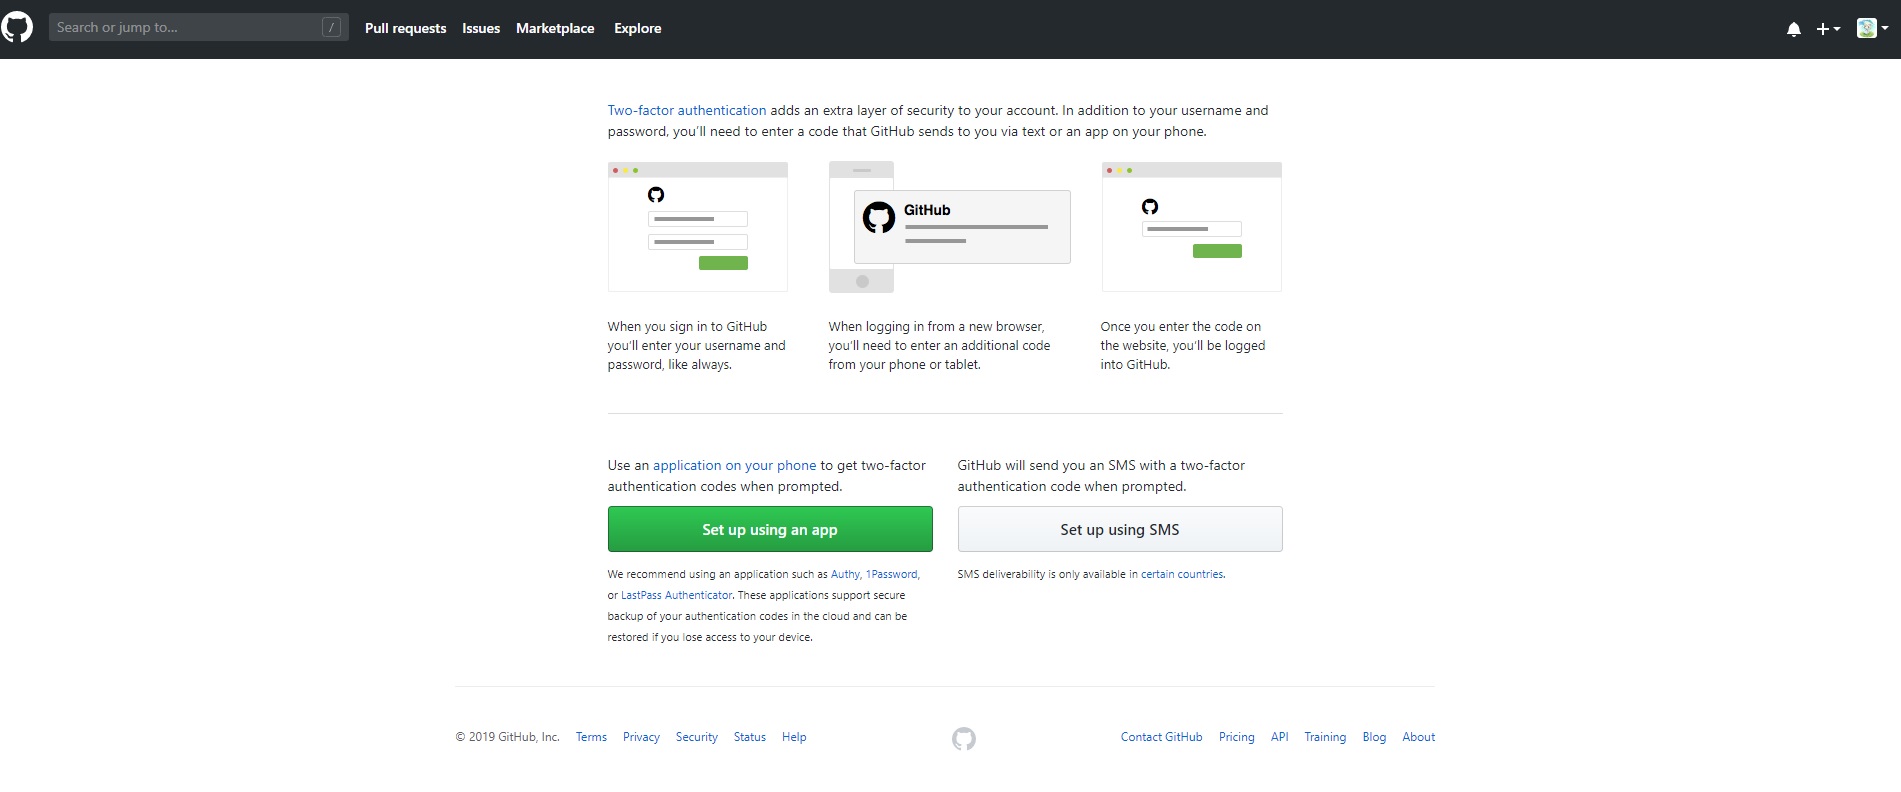 Search or jump to...
/
Pull requests
Issues
Marketplace
Explore
Two-factor authentication adds an extra layer of security to your account. In addition to your username and
password, you’ll need to enter a code that GitHub sends to you via text or an app on your phone.
GitHub
When you sign in to GitHub
you’ll enter your username and
password, like always.
When logging in from a new browser,
you’ll need to enter an additional code
from your phone or tablet.
Once you enter the code on
the website, you’ll be logged
into GitHub.
Use an application on your phone to get two-factor
authentication codes when prompted.
Set up using an app
We recommend using an application such as Authy, 1Password,
or LastPass Authenticator. These applications support secure
backup of your authentication codes in the cloud and can be
restored if you lose access to your device.
GitHub will send you an SMS with a two-factor
authentication code when prompted.
Set up using SMS
SMS deliverability is only available in certain countries.
© 2019 GitHub, Inc.
Terms
Privacy
Security
Status
Help
Contact GitHub
Pricing
API
Training
Blog
About